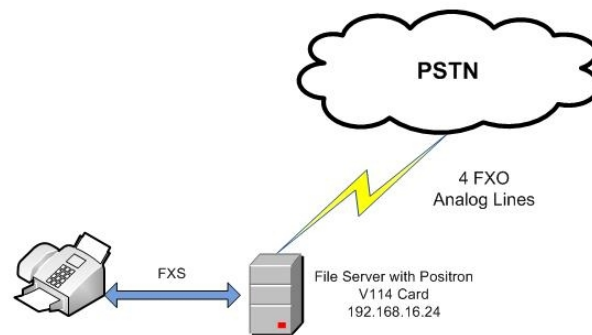 PSTN
4 FXO
Analog Lines
FXS
File Server with Positron
V114 Card
192.168.16.24